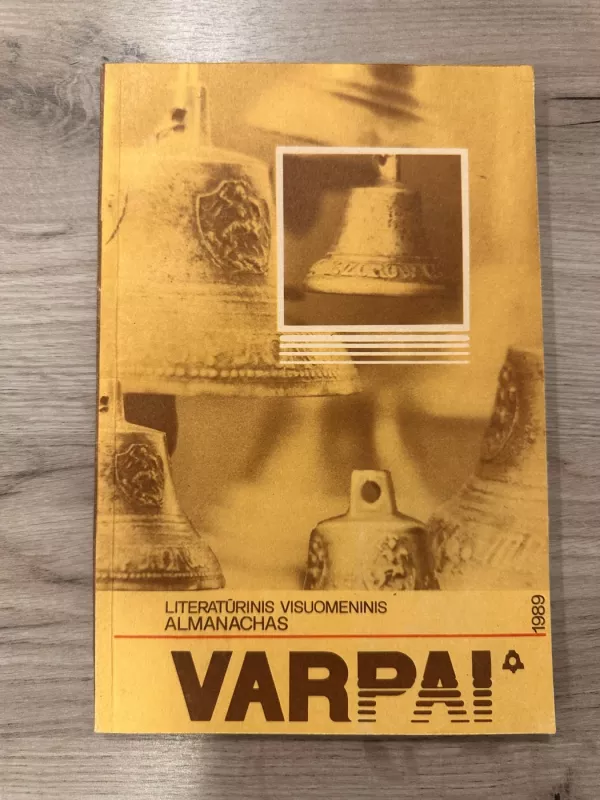 LITERATŪRINIS VISUOMENINIS
ALMANACHAS
1989
VARPAI